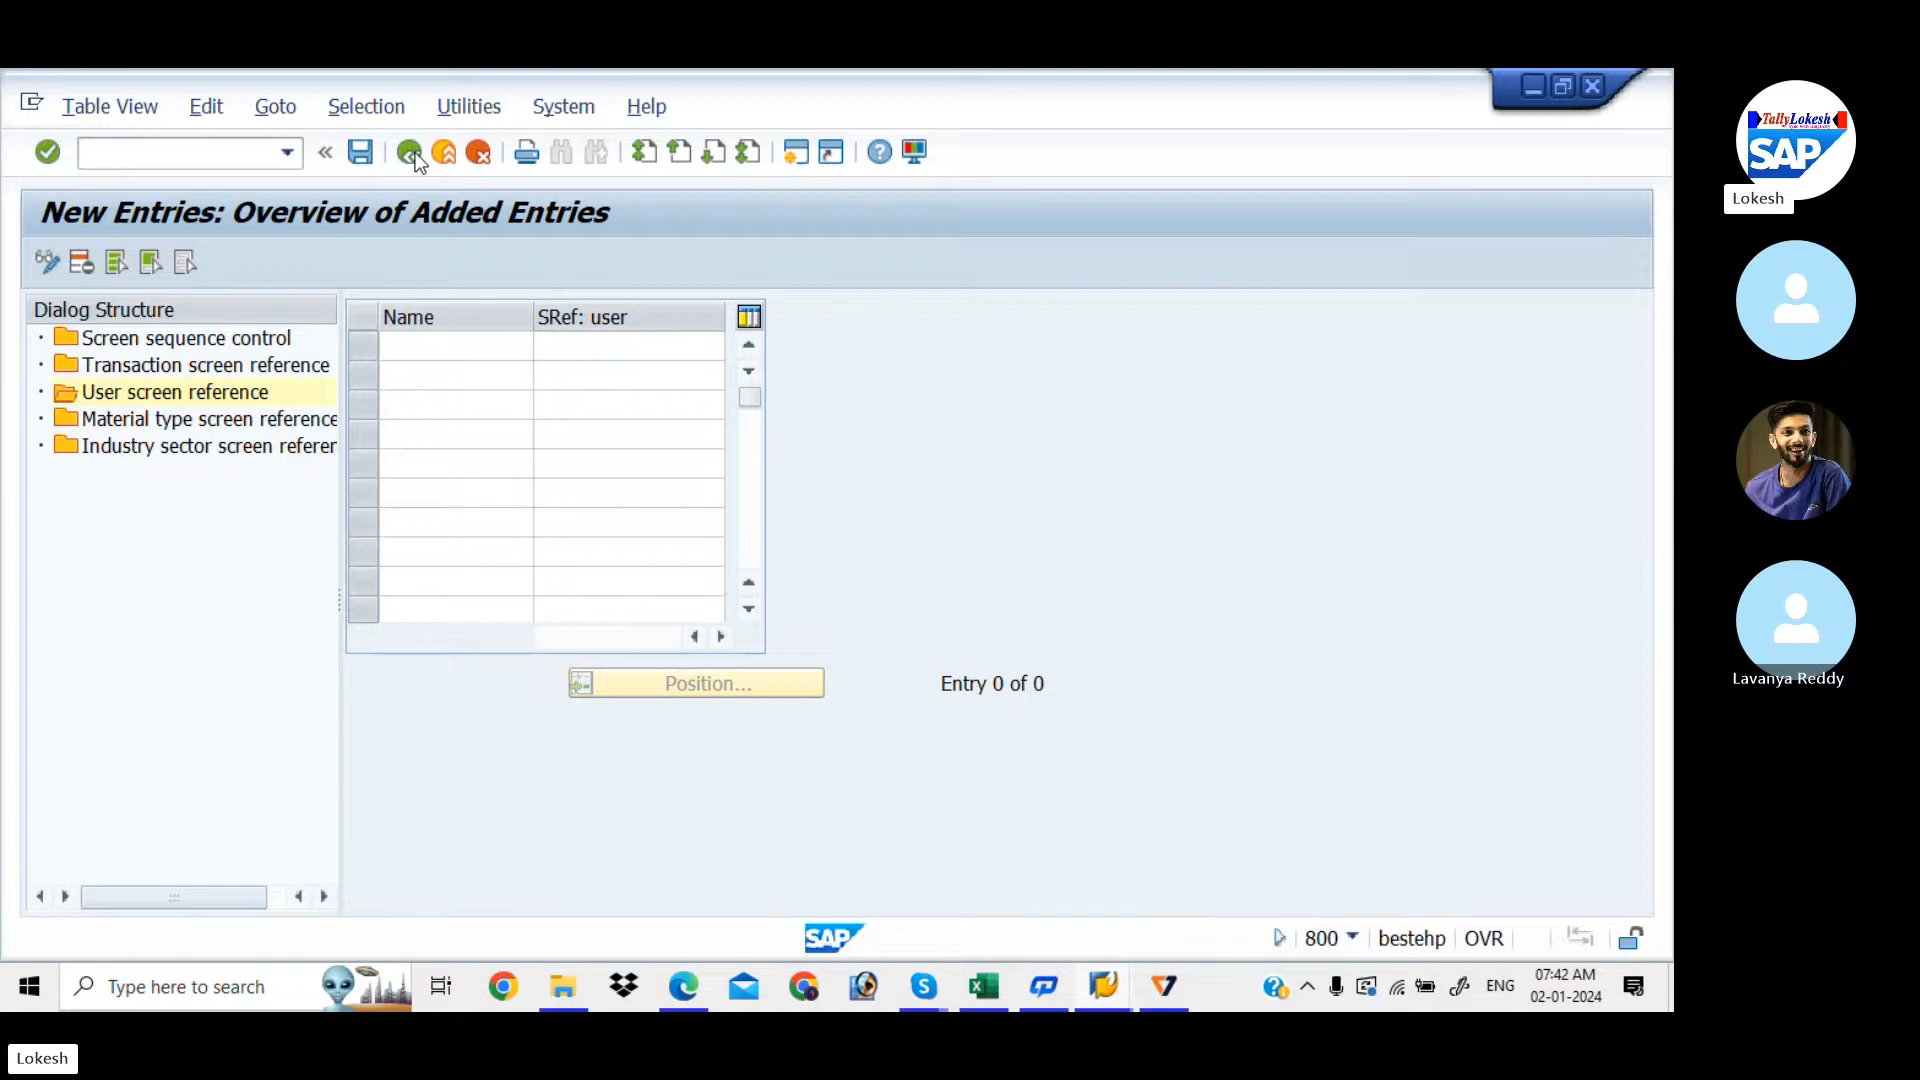 Table View Edit Goto Selection Utilities System Help
New Entries: Overview of Added Entries
Dialog Structure
Screen sequence control
Transaction screen reference
User screen reference
Material type screen reference
Industry sector screen referer
Name SRef: user
Position... Entry 0 of 0
SAP 800 bestehp OVR
Type here to search
ENG 07:42 AM
02-01-2024
TallyLokesh
SAP
Lokesh
Lavanya Reddy
Lokesh